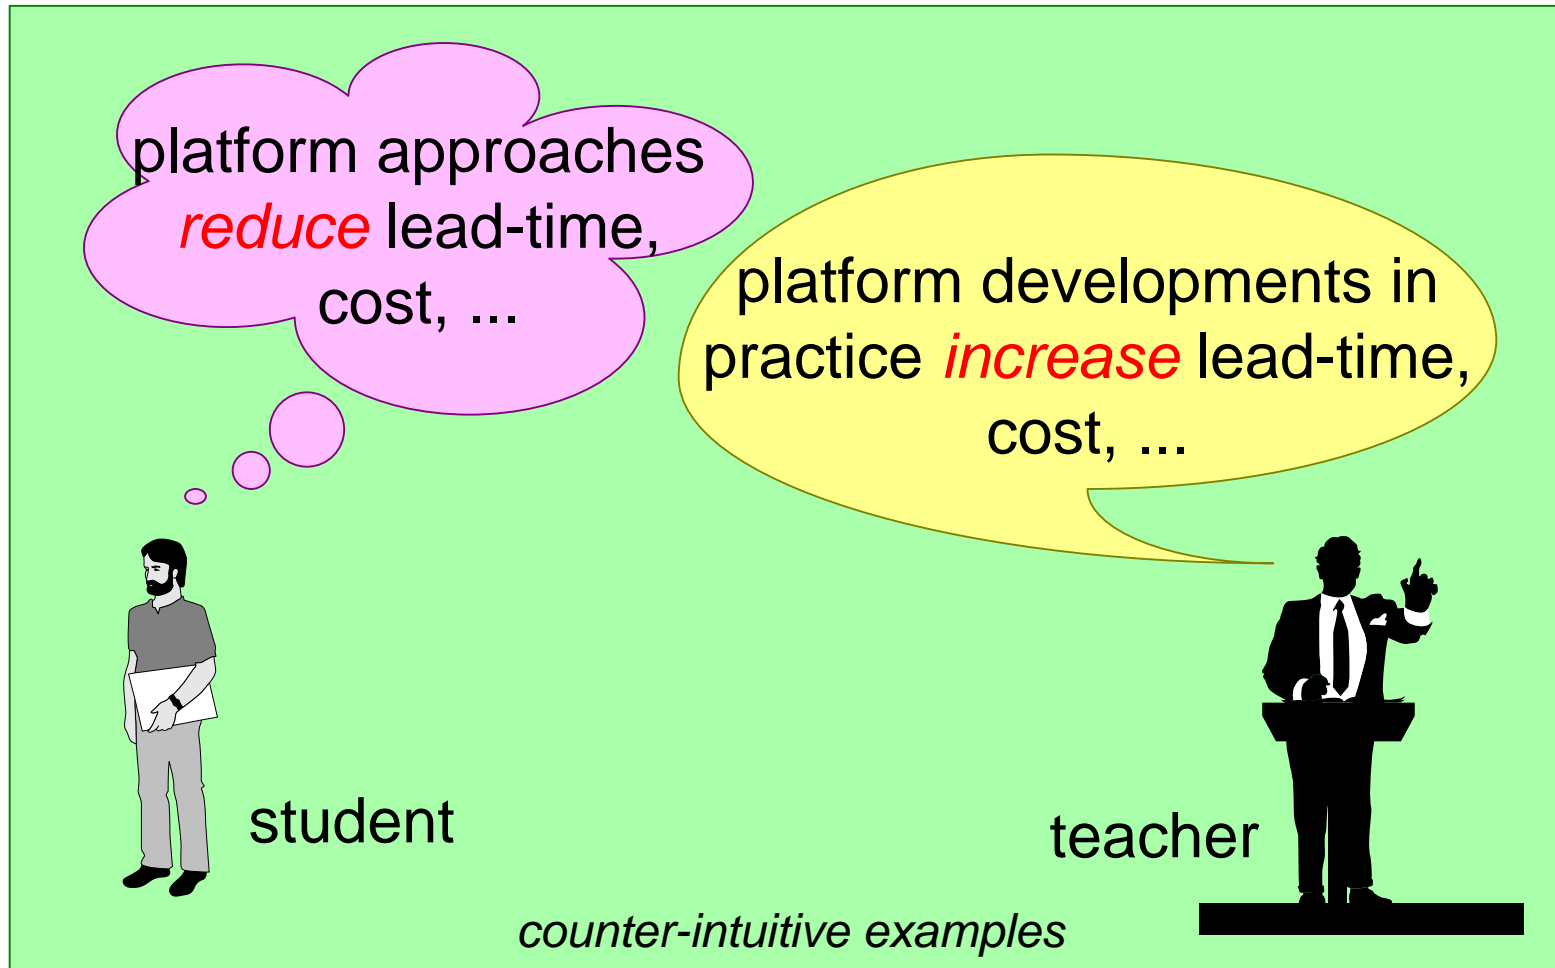 platform approaches
reduce lead-time,
cost, ...
platform developments in
practice increase lead-time,
cost, ...
student
teacher
counter-intuitive examples